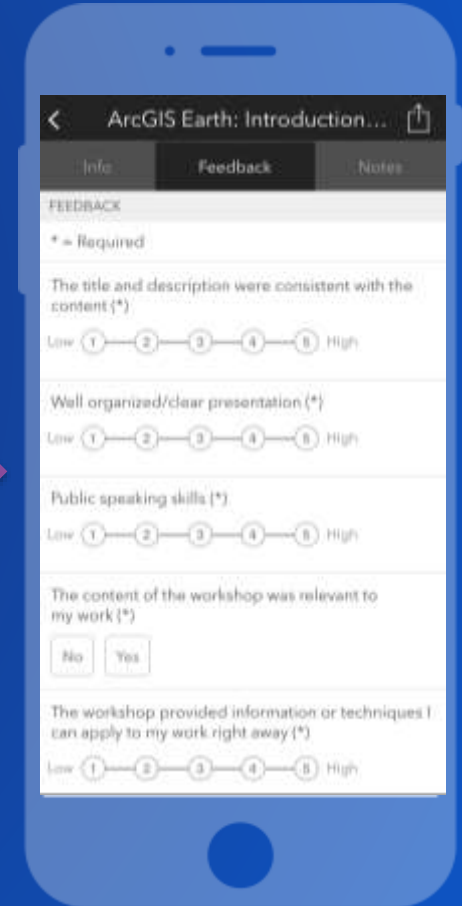 ArcGIS Earth: Introduction...
Info Feedback Notes
FEEDBACK
* = Required
The title and description were consistent with the
content (*)
Low 1 2 3 4 5 High
Well organized/clear presentation (*)
Low 1 2 3 4 5 High
Public speaking skills (*)
Low 1 2 3 4 5 High
The content of the workshop was relevant to
my work (*)
No Yes
The workshop provided information or techniques I
can apply to my work right away (*)
Low 1 2 3 4 5 High